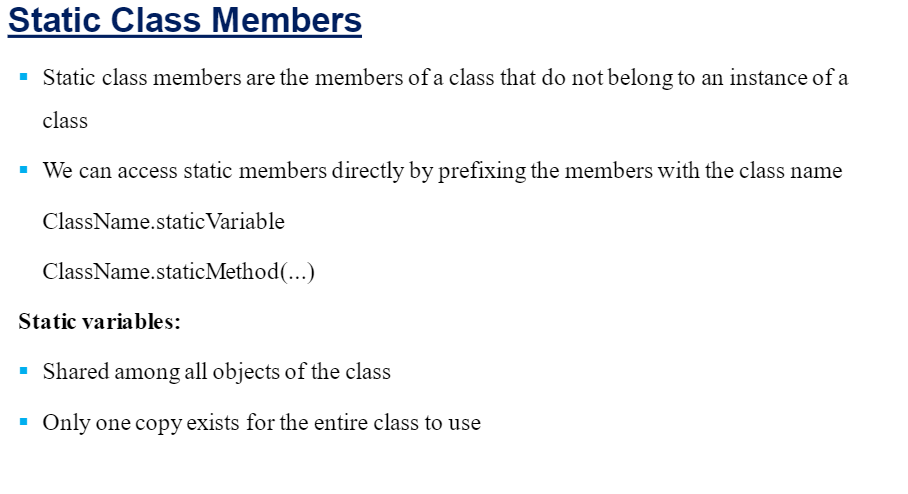 Static Class Members
▪ Static class members are the members of a class that do not belong to an instance of a
class
▪ We can access static members directly by prefixing the members with the class name
ClassName.staticVariable
ClassName.staticMethod(...)
Static variables:
▪ Shared among all objects of the class
▪ Only one copy exists for the entire class to use